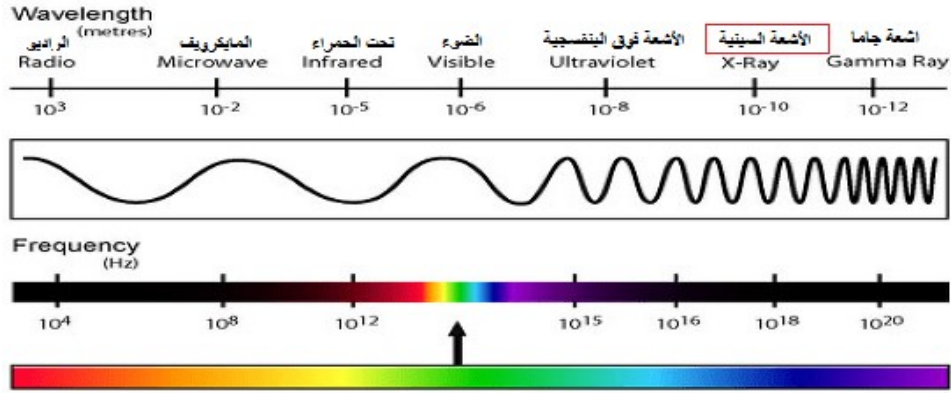 Wavelength
(metres)
الراديو المايكرويف تحت الحمراء الضوء الأشعة فوق البنفسجية الأشعة السينية اشعة جاما
Radio Microwave Infrared Visible Ultraviolet X-Ray Gamma Ray
10³ 10⁻² 10⁻⁵ 10⁻⁶ 10⁻⁸ 10⁻¹⁰ 10⁻¹²
Frequency
(Hz)
10⁴ 10⁸ 10¹² 10¹⁵ 10¹⁶ 10¹⁸ 10²⁰